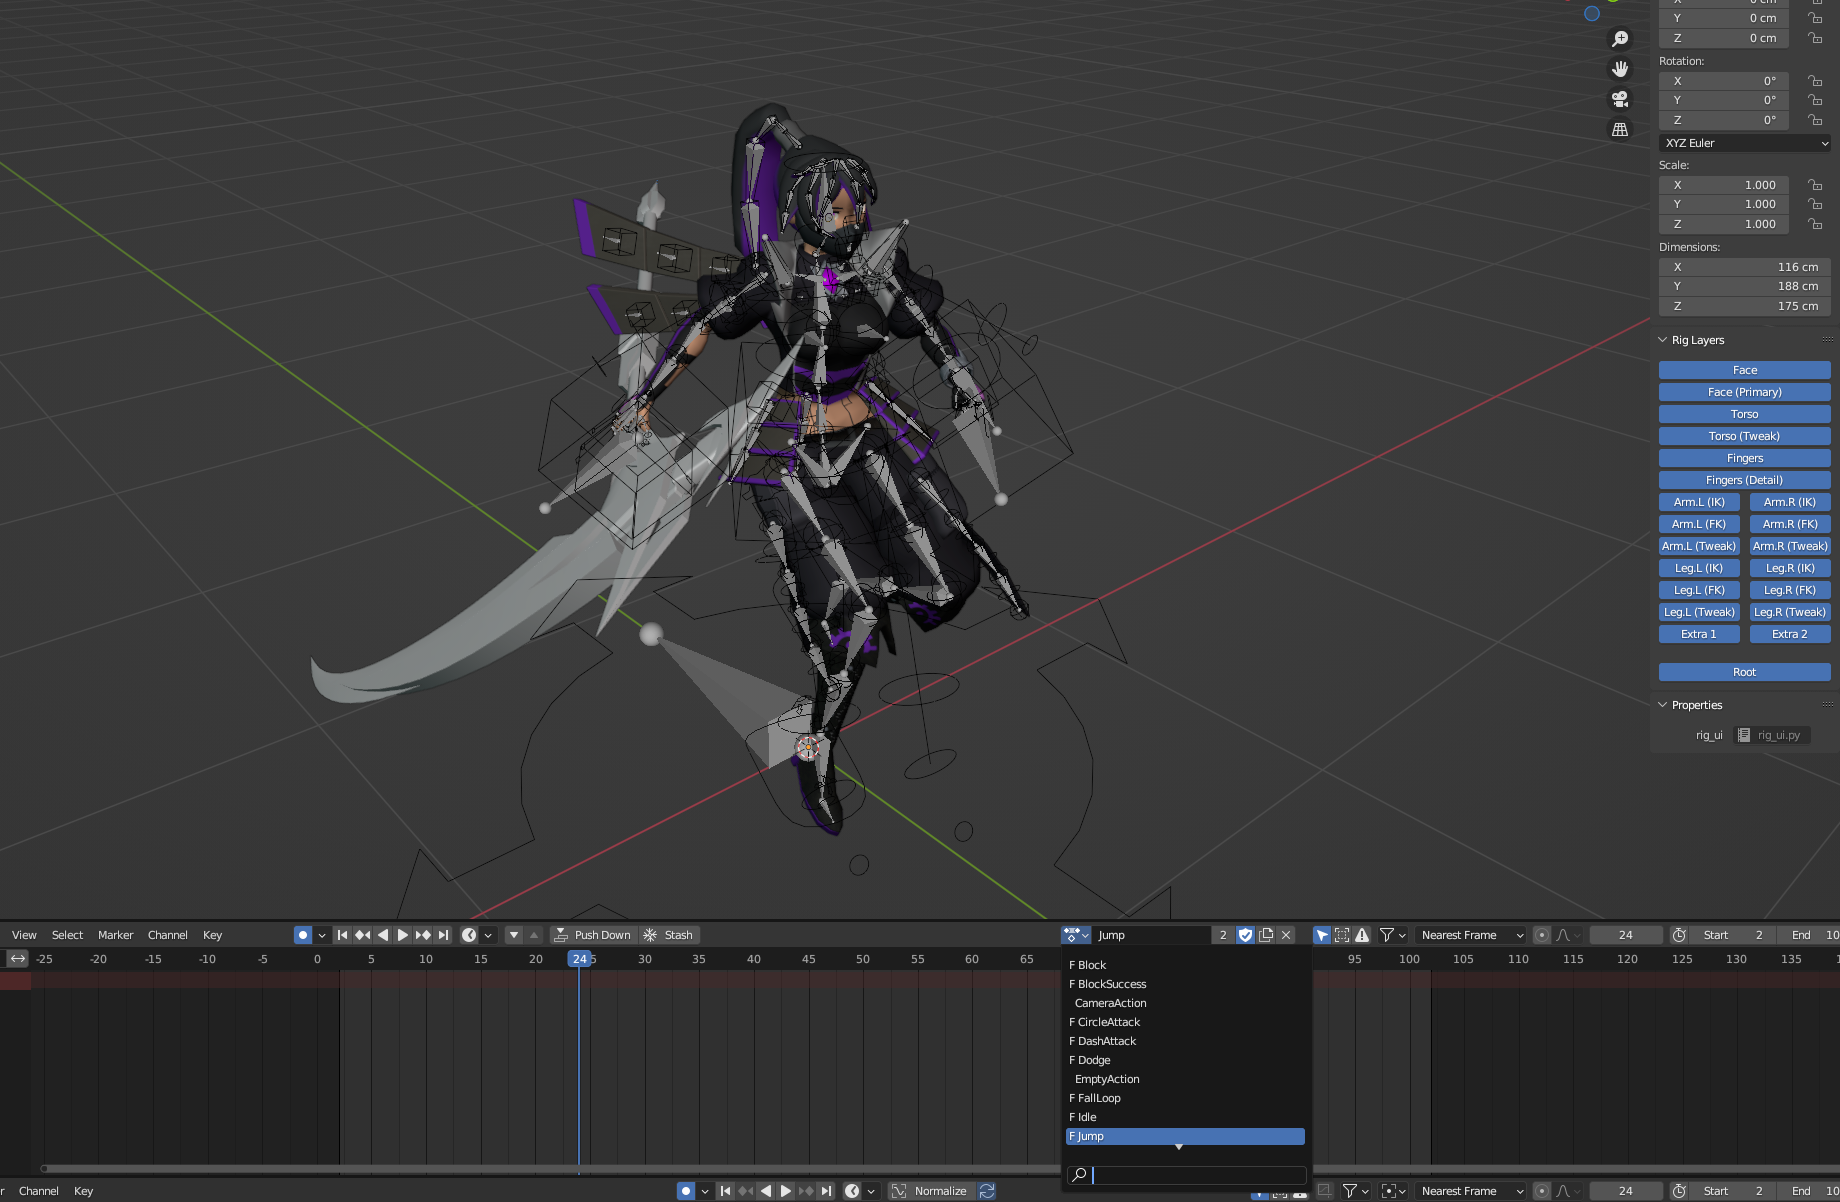 X 0 cm
Y 0 cm
Z 0 cm
Rotation:
X 0°
Y 0°
Z 0°
XYZ Euler
Scale:
X 1.000
Y 1.000
Z 1.000
Dimensions:
X 116 cm
Y 188 cm
Z 175 cm
Rig Layers
Face
Face (Primary)
Torso
Torso (Tweak)
Fingers
Fingers (Detail)
Arm.L (IK) Arm.R (IK)
Arm.L (FK) Arm.R (FK)
Arm.L (Tweak) Arm.R (Tweak)
Leg.L (IK) Leg.R (IK)
Leg.L (FK) Leg.R (FK)
Leg.L (Tweak) Leg.R (Tweak)
Extra 1 Extra 2
Root
Properties
rig_ui rig_ui.py
View Select Marker Channel Key Push Down Stash Jump 2 Nearest Frame 24 Start 2 End 10
-25 -20 -15 -10 -5 0 5 10 15 20 24 5 30 35 40 45 50 55 60 65 95 100 105 110 115 120 125 130 135 1
F Block
F BlockSuccess
CameraAction
F CircleAttack
F DashAttack
F Dodge
EmptyAction
F FallLoop
F Idle
F Jump
r Channel Key Normalize Nearest Frame 24 Start 2 End 10